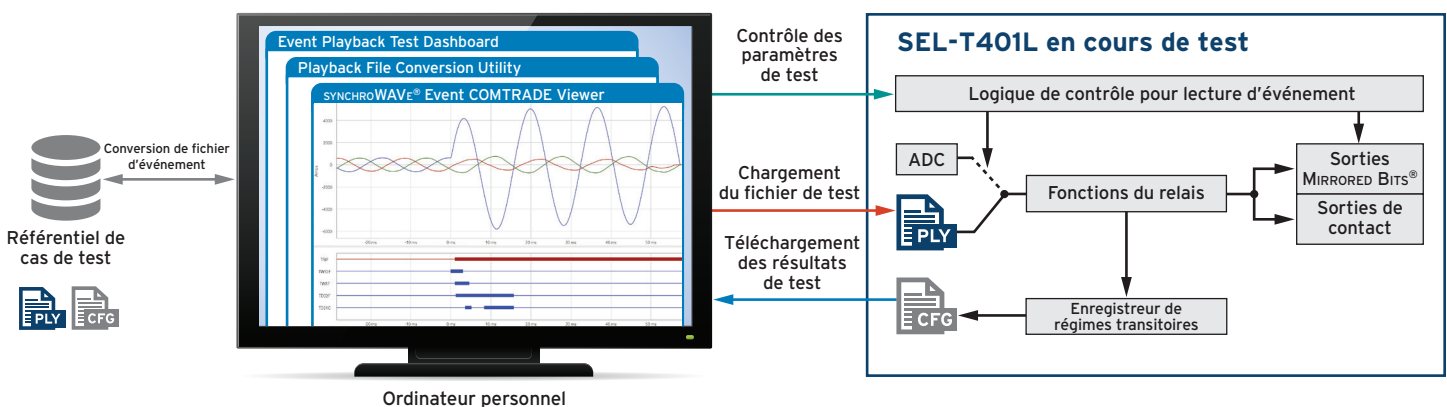 Event Playback Test Dashboard
Playback File Conversion Utility
SYNCHROWAVE® Event COMTRADE Viewer
Conversion de fichier
d'événement
Référentiel de
cas de test
PLY
CFG
Ordinateur personnel
Contrôle des
paramètres
de test
Chargement
du fichier de test
Téléchargement
des résultats
de test
SEL-T401L en cours de test
Logique de contrôle pour lecture d'événement
ADC
PLY
Fonctions du relais
Sorties
MIRRORED BITS®
Sorties de
contact
CFG
Enregistreur de
régimes transitoires